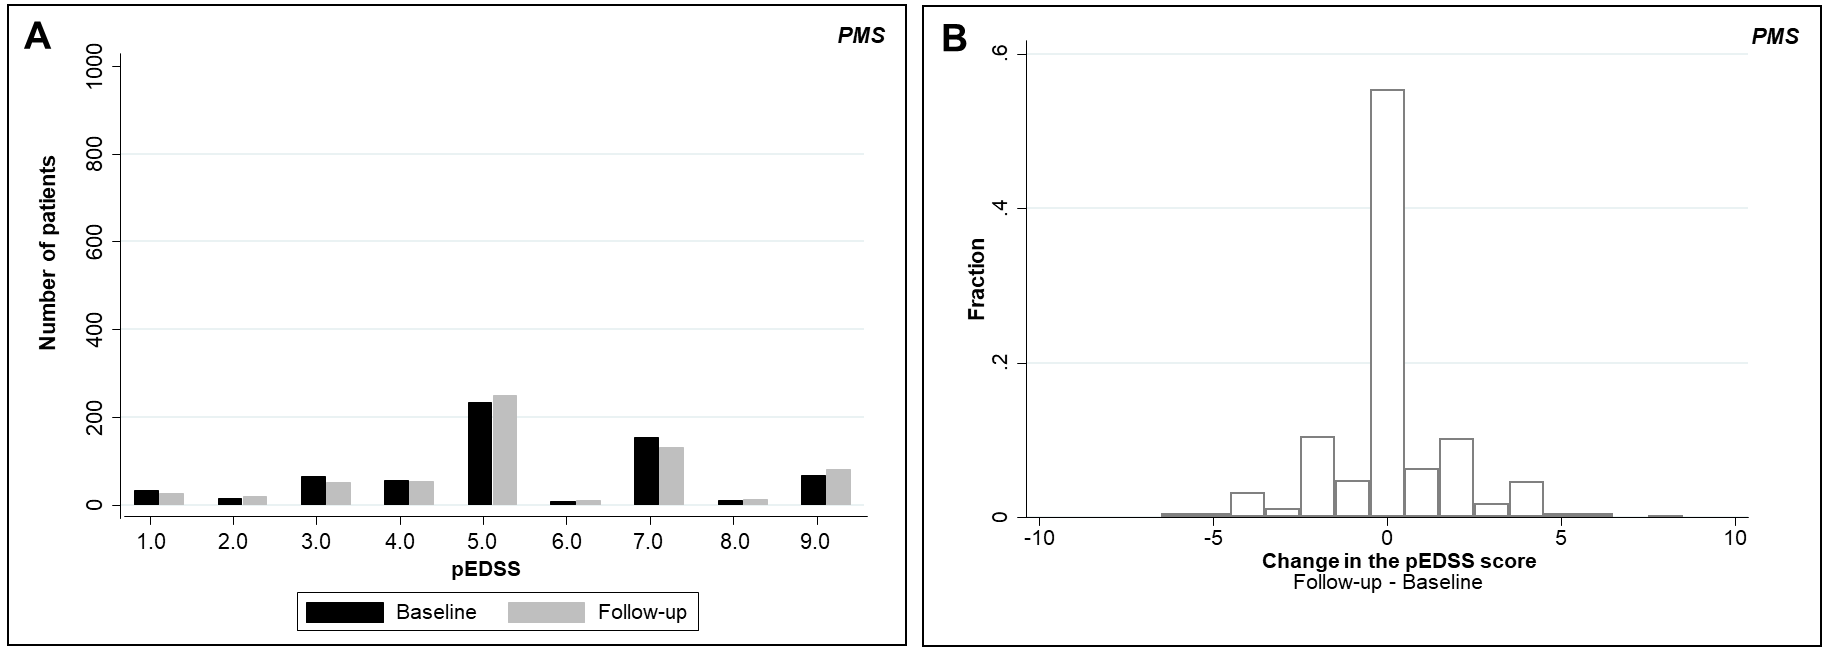 A
PMS
1000
800
600
400
200
0
Number of patients
1.0 2.0 3.0 4.0 5.0 6.0 7.0 8.0 9.0
pEDSS
Baseline Follow-up
B
PMS
.6
.4
.2
0
Fraction
-10 -5 0 5 10
Change in the pEDSS score
Follow-up - Baseline